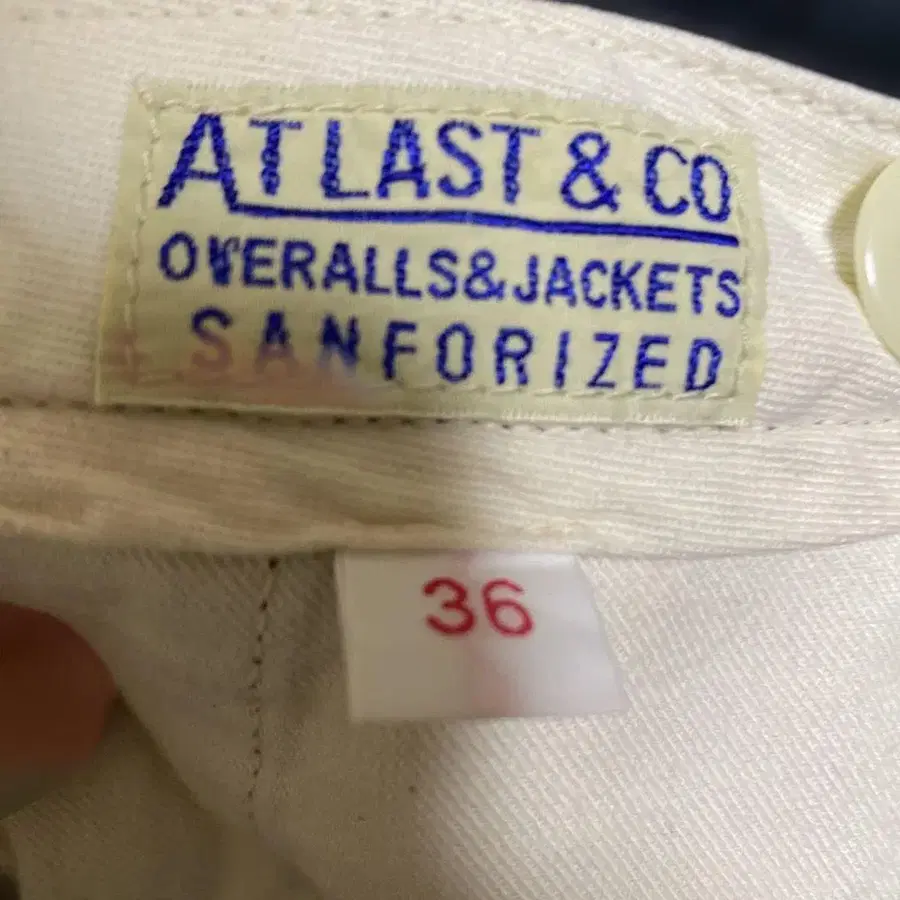 AT LAST & CO
OVERALLS & JACKETS
SANFORIZED
36